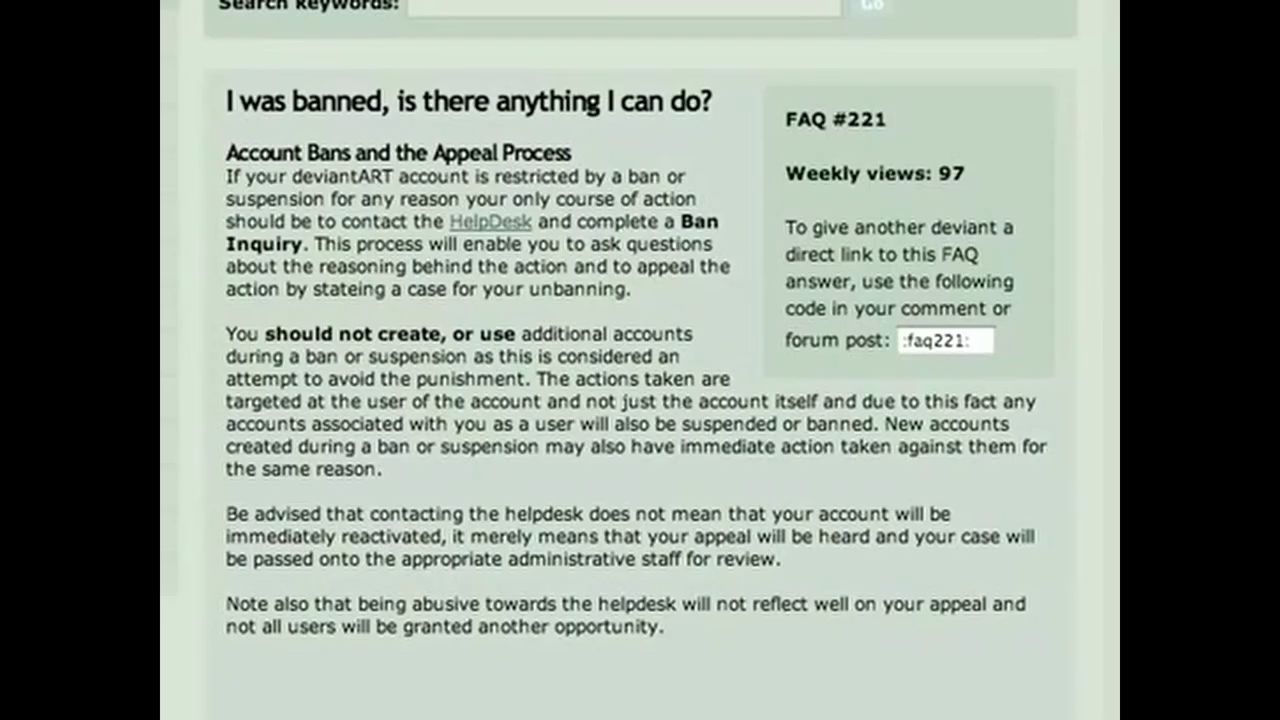 Search keywords:
Go
I was banned, is there anything I can do?
Account Bans and the Appeal Process
If your deviantART account is restricted by a ban or
suspension for any reason your only course of action
should be to contact the HelpDesk and complete a Ban
Inquiry. This process will enable you to ask questions
about the reasoning behind the action and to appeal the
action by stateing a case for your unbanning.
You should not create, or use additional accounts
during a ban or suspension as this is considered an
attempt to avoid the punishment. The actions taken are
targeted at the user of the account and not just the account itself and due to this fact any
accounts associated with you as a user will also be suspended or banned. New accounts
created during a ban or suspension may also have immediate action taken against them for
the same reason.
Be advised that contacting the helpdesk does not mean that your account will be
immediately reactivated, it merely means that your appeal will be heard and your case will
be passed onto the appropriate administrative staff for review.
Note also that being abusive towards the helpdesk will not reflect well on your appeal and
not all users will be granted another opportunity.
FAQ #221
Weekly views: 97
To give another deviant a
direct link to this FAQ
answer, use the following
code in your comment or
forum post: :faq221: